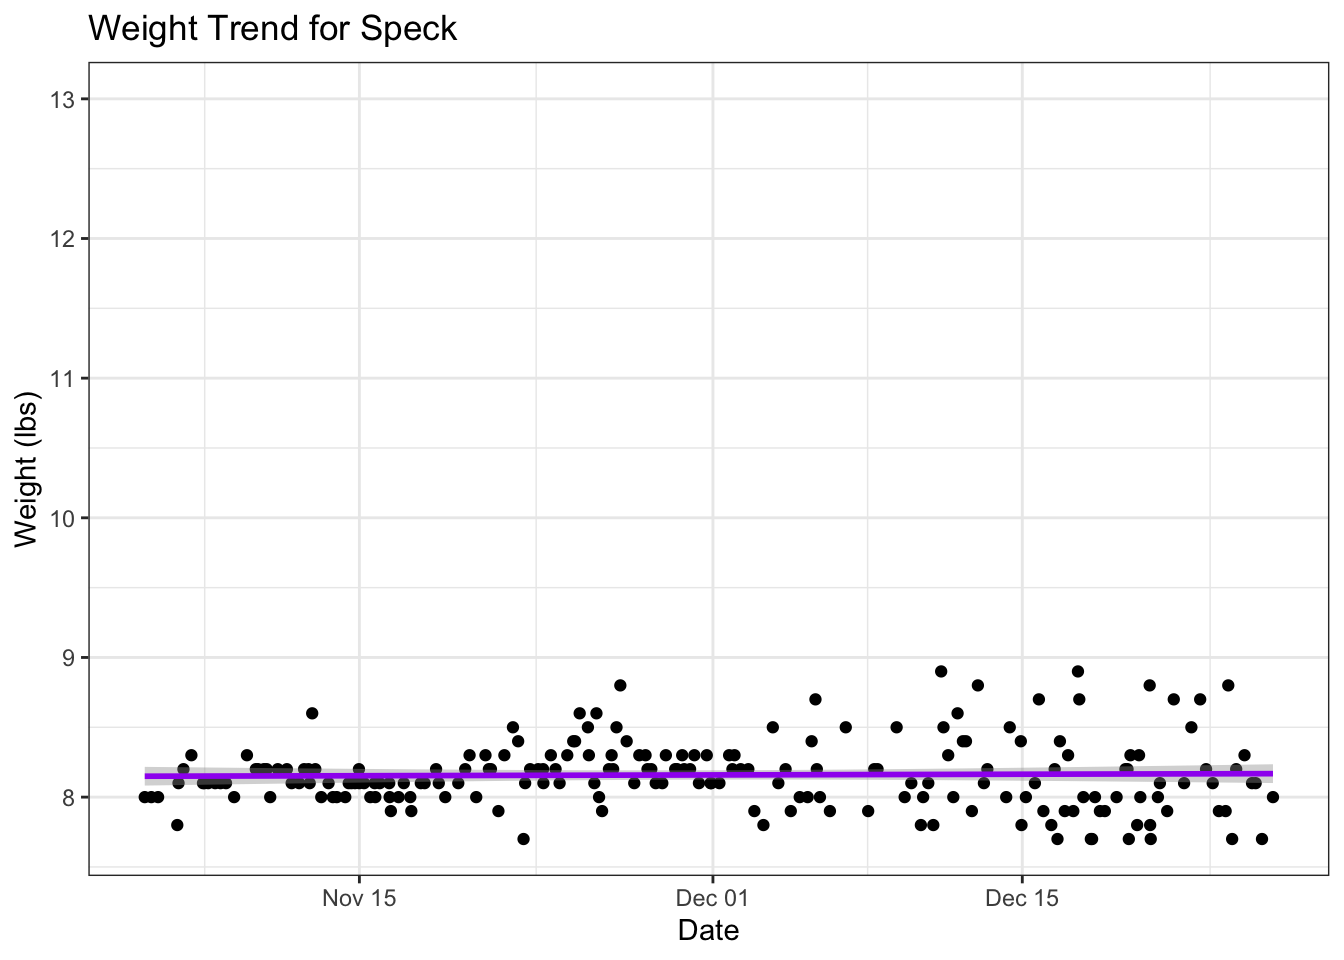 Weight Trend for Speck
13
12
11
10
9
8
Weight (lbs)
Nov 15
Dec 01
Dec 15
Date